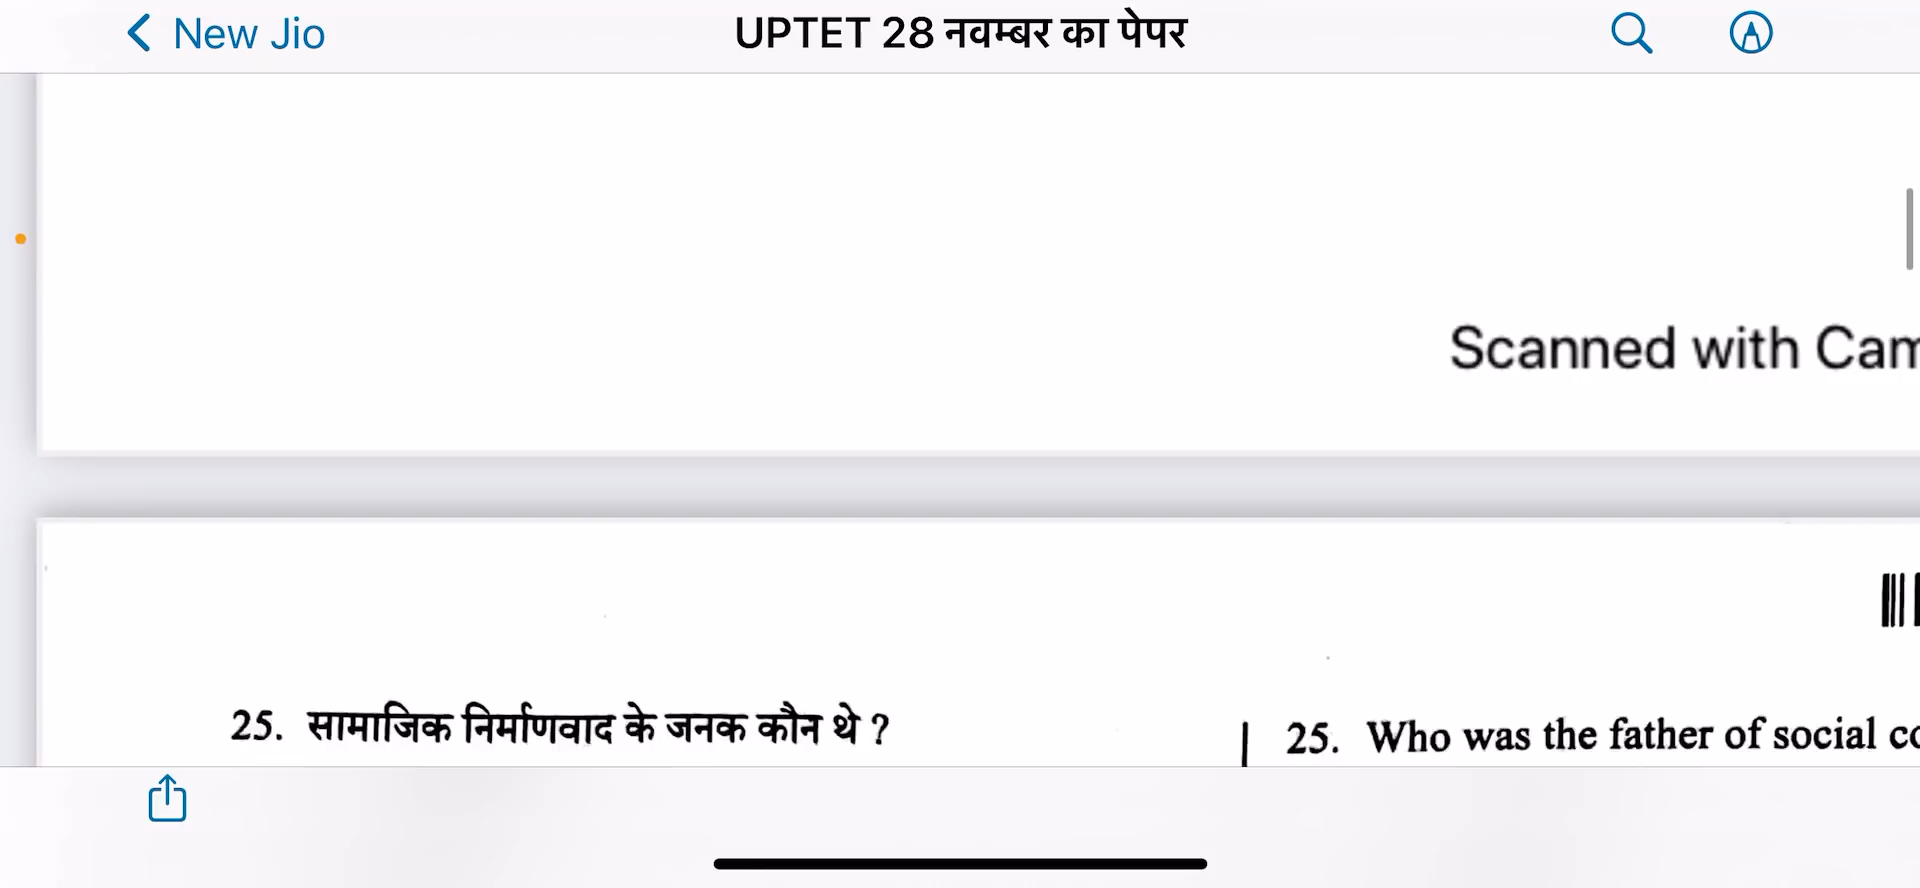 New Jio
UPTET 28 नवम्बर का पेपर
Scanned with
25. सामाजिक निर्माणवाद के जनक कौन थे ?
25. Who was the father of social